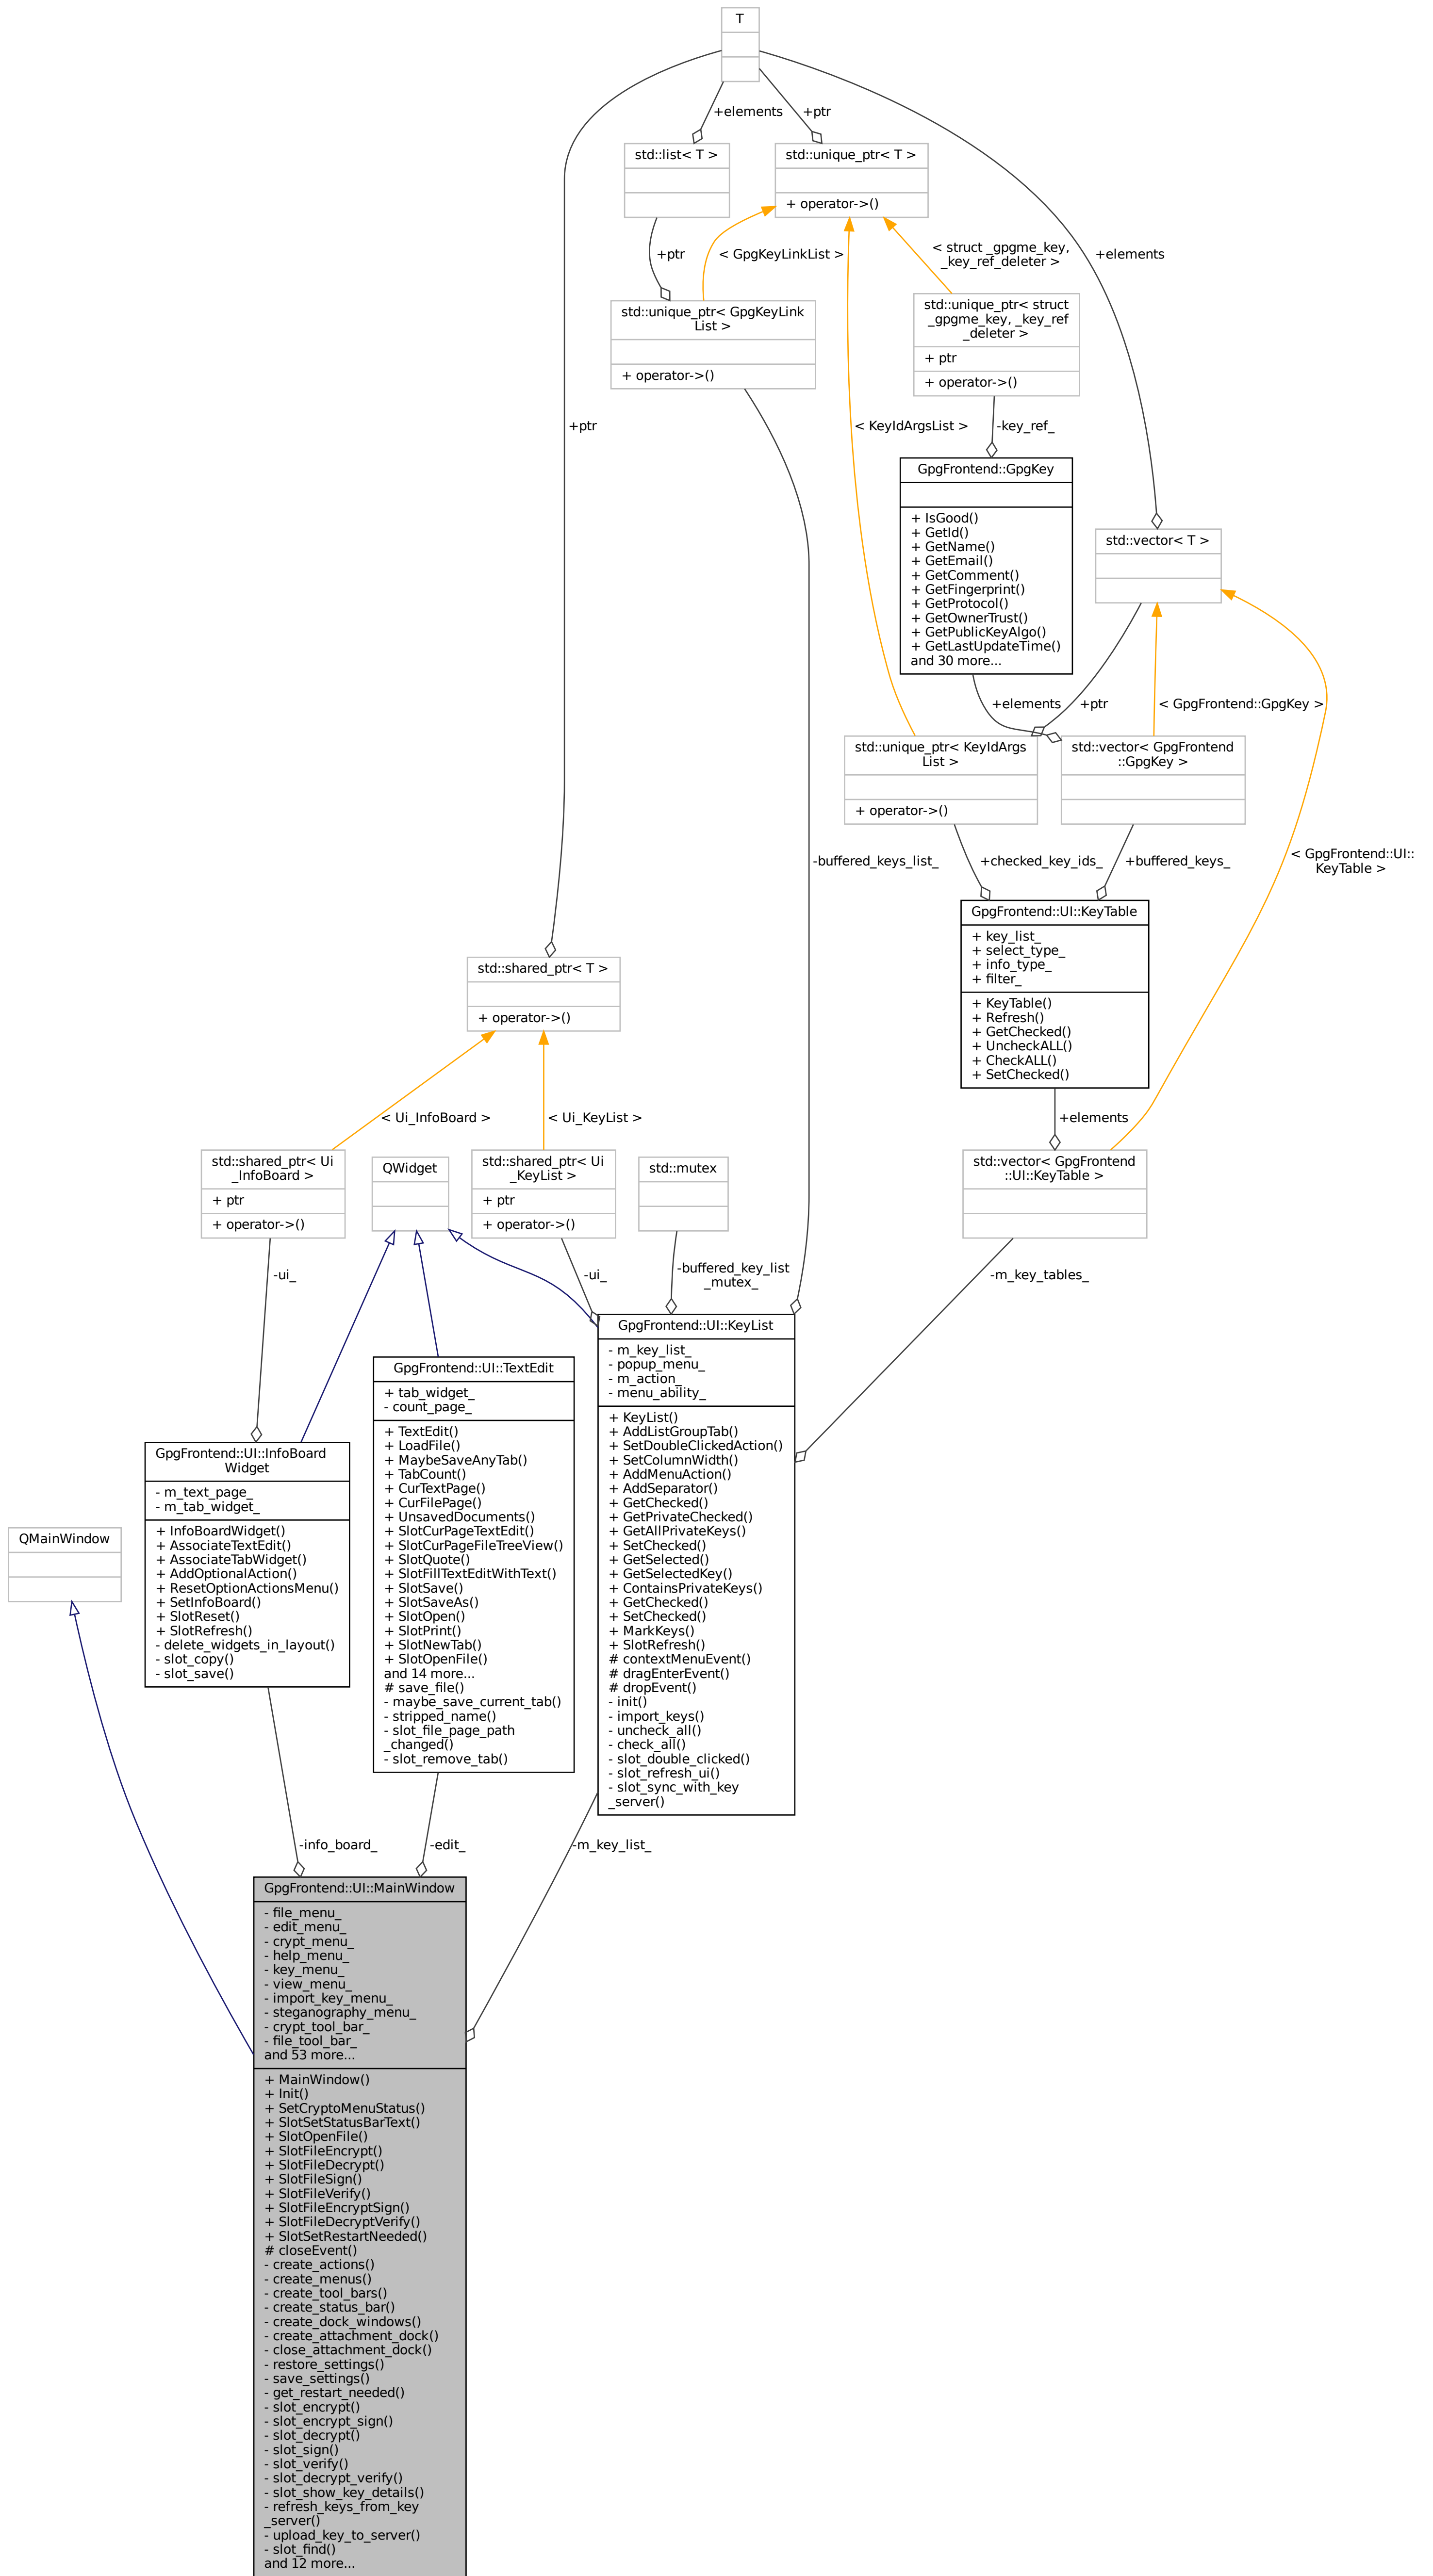 T
+elements
+ptr
std::list< T >
std::unique_ptr< T >
+ operator->()
+ptr
< GpgKeyLinkList >
< struct _gpgme_key,
_key_ref_deleter >
+elements
std::unique_ptr< GpgKeyLink
List >
+ operator->()
std::unique_ptr< struct
_gpgme_key, _key_ref
_deleter >
+ ptr
+ operator->()
+ptr
< KeyIdArgsList >
-key_ref_
GpgFrontend::GpgKey
+ IsGood()
+ GetId()
+ GetName()
+ GetEmail()
+ GetComment()
+ GetFingerprint()
+ GetProtocol()
+ GetOwnerTrust()
+ GetPublicKeyAlgo()
+ GetLastUpdateTime()
and 30 more...
std::vector< T >
+elements
+ptr
< GpgFrontend::GpgKey >
std::unique_ptr< KeyIdArgs
List >
+ operator->()
std::vector< GpgFrontend
::GpgKey >
-buffered_keys_list_
+checked_key_ids_
+buffered_keys_
< GpgFrontend::UI::
KeyTable >
GpgFrontend::UI::KeyTable
+ key_list_
+ select_type_
+ info_type_
+ filter_
+ KeyTable()
+ Refresh()
+ GetChecked()
+ UncheckALL()
+ CheckALL()
+ SetChecked()
std::shared_ptr< T >
+ operator->()
< Ui_InfoBoard >
< Ui_KeyList >
+elements
std::shared_ptr< Ui
_InfoBoard >
+ ptr
+ operator->()
QWidget
std::shared_ptr< Ui
_KeyList >
+ ptr
+ operator->()
std::mutex
std::vector< GpgFrontend
::UI::KeyTable >
-ui_
-ui_
-buffered_key_list
_mutex_
-m_key_tables_
GpgFrontend::UI::KeyList
- m_key_list_
- popup_menu_
- m_action_
- menu_ability_
+ KeyList()
+ AddListGroupTab()
+ SetDoubleClickedAction()
+ SetColumnWidth()
+ AddMenuAction()
+ AddSeparator()
+ GetChecked()
+ GetPrivateChecked()
+ GetAllPrivateKeys()
+ SetChecked()
+ GetSelected()
+ GetSelectedKey()
+ ContainsPrivateKeys()
+ GetChecked()
+ SetChecked()
+ MarkKeys()
+ SlotRefresh()
# contextMenuEvent()
# dragEnterEvent()
# dropEvent()
- init()
- import_keys()
- uncheck_all()
- check_all()
- slot_double_clicked()
- slot_refresh_ui()
- slot_sync_with_key
_server()
GpgFrontend::UI::TextEdit
+ tab_widget_
- count_page_
+ TextEdit()
+ LoadFile()
+ MaybeSaveAnyTab()
+ TabCount()
+ CurTextPage()
+ CurFilePage()
+ UnsavedDocuments()
+ SlotCurPageTextEdit()
+ SlotCurPageFileTreeView()
+ SlotQuote()
+ SlotFillTextEditWithText()
+ SlotSave()
+ SlotSaveAs()
+ SlotOpen()
+ SlotPrint()
+ SlotNewTab()
+ SlotOpenFile()
and 14 more...
# save_file()
- maybe_save_current_tab()
- stripped_name()
- slot_file_page_path
_changed()
- slot_remove_tab()
GpgFrontend::UI::InfoBoard
Widget
- m_text_page_
- m_tab_widget_
+ InfoBoardWidget()
+ AssociateTextEdit()
+ AssociateTabWidget()
+ AddOptionalAction()
+ ResetOptionActionsMenu()
+ SetInfoBoard()
+ SlotReset()
+ SlotRefresh()
- delete_widgets_in_layout()
- slot_copy()
- slot_save()
QMainWindow
-info_board_
-edit_
-m_key_list_
GpgFrontend::UI::MainWindow
- file_menu_
- edit_menu_
- crypt_menu_
- help_menu_
- key_menu_
- view_menu_
- import_key_menu_
- steganography_menu_
- crypt_tool_bar_
- file_tool_bar_
and 53 more...
+ MainWindow()
+ Init()
+ SetCryptoMenuStatus()
+ SlotSetStatusBarText()
+ SlotOpenFile()
+ SlotFileEncrypt()
+ SlotFileDecrypt()
+ SlotFileSign()
+ SlotFileVerify()
+ SlotFileEncryptSign()
+ SlotFileDecryptVerify()
+ SlotSetRestartNeeded()
# closeEvent()
- create_actions()
- create_menus()
- create_tool_bars()
- create_status_bar()
- create_dock_windows()
- create_attachment_dock()
- close_attachment_dock()
- restore_settings()
- save_settings()
- get_restart_needed()
- slot_encrypt()
- slot_encrypt_sign()
- slot_decrypt()
- slot_sign()
- slot_verify()
- slot_decrypt_verify()
- slot_show_key_details()
- refresh_keys_from_key
_server()
- upload_key_to_server()
- slot_find()
and 12 more...